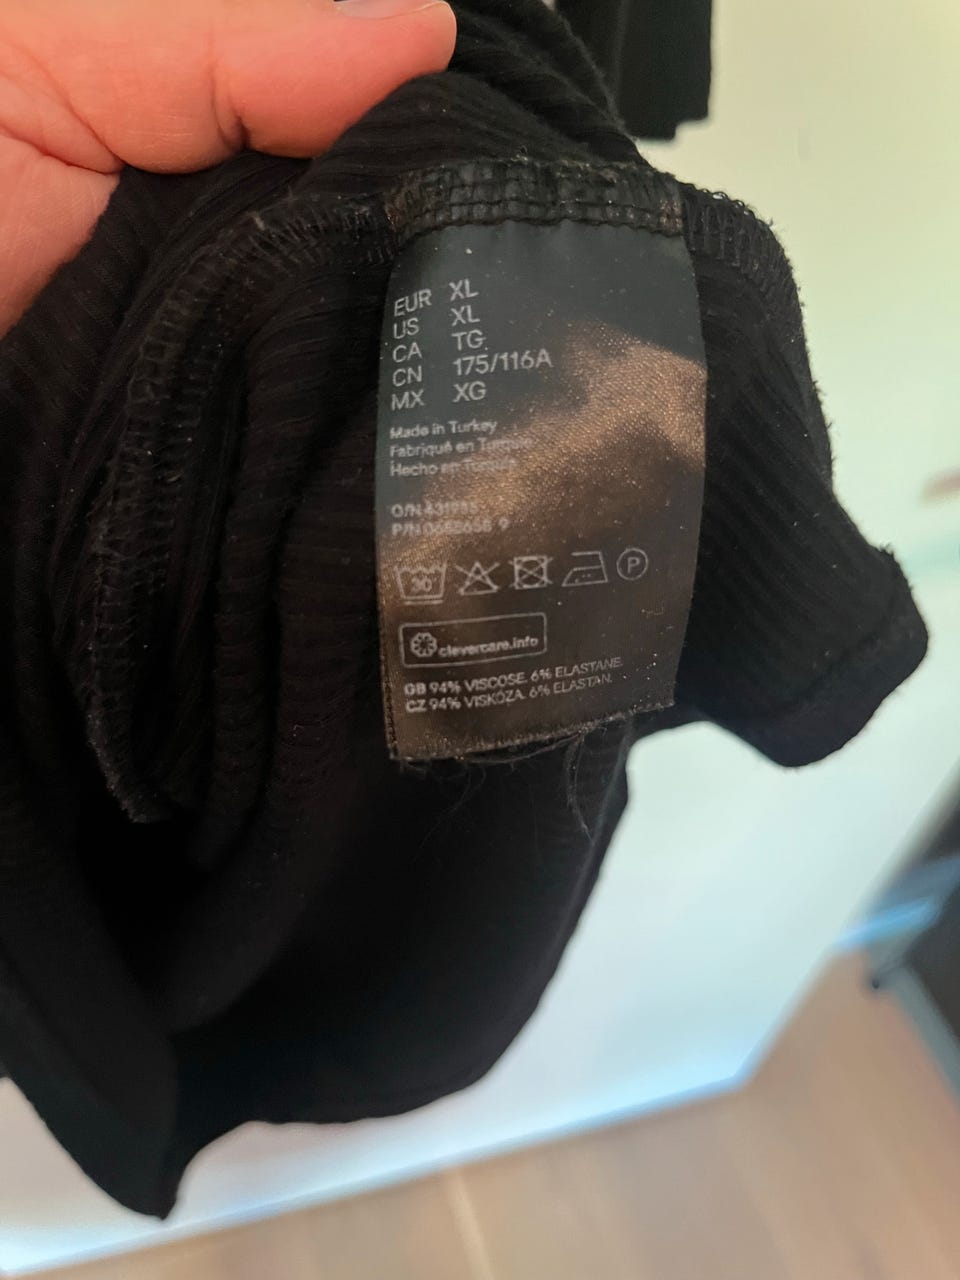 EUR XL
US XL
CA TG
CN 175/116A
MX XG
Made in Turkey
Fabriqué en Turquie
Hecho en Turquía
O/N
P/N
30
P
clevercare.info
GB 94% VISCOSE. 6% ELASTANE.
CZ 94% VISKÓZA. 6% ELASTAN.